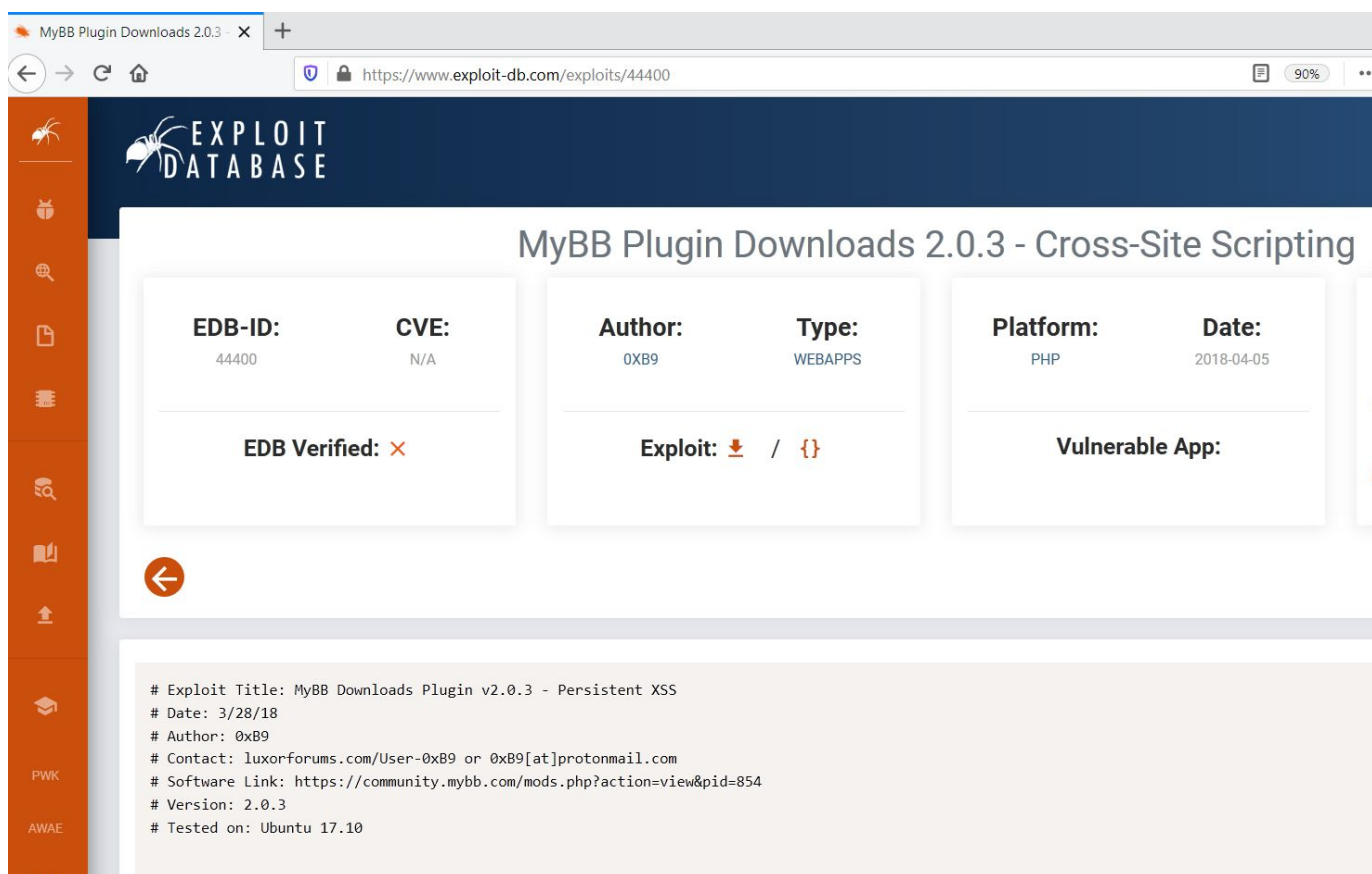 MyBB Plugin Downloads 2.0.3 -
https://www.exploit-db.com/exploits/44400
90%
EXPLOIT
DATABASE
MyBB Plugin Downloads 2.0.3 - Cross-Site Scripting
EDB-ID:
44400
CVE:
N/A
EDB Verified:
Author:
0XB9
Type:
WEBAPPS
Exploit: / {}
Platform:
PHP
Date:
2018-04-05
Vulnerable App:
PWK
AWAE
# Exploit Title: MyBB Downloads Plugin v2.0.3 - Persistent XSS
# Date: 3/28/18
# Author: 0xB9
# Contact: luxorforums.com/User-0xB9 or 0xB9[at]protonmail.com
# Software Link: https://community.mybb.com/mods.php?action=view&pid=854
# Version: 2.0.3
# Tested on: Ubuntu 17.10